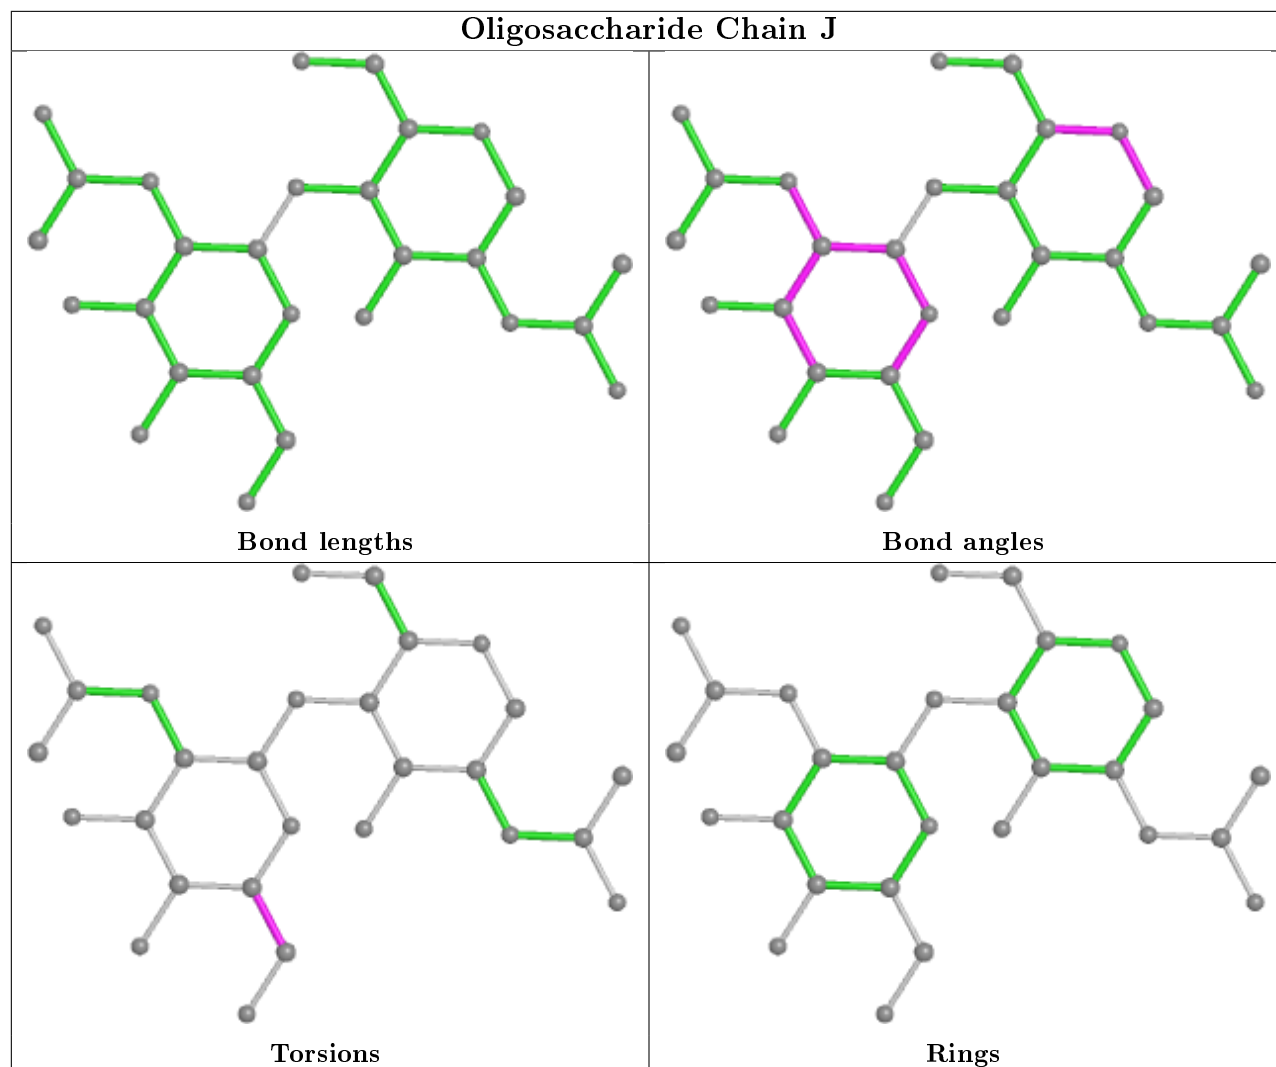 Oligosaccharide Chain J
Bond lengths
Bond angles
Torsions
Rings